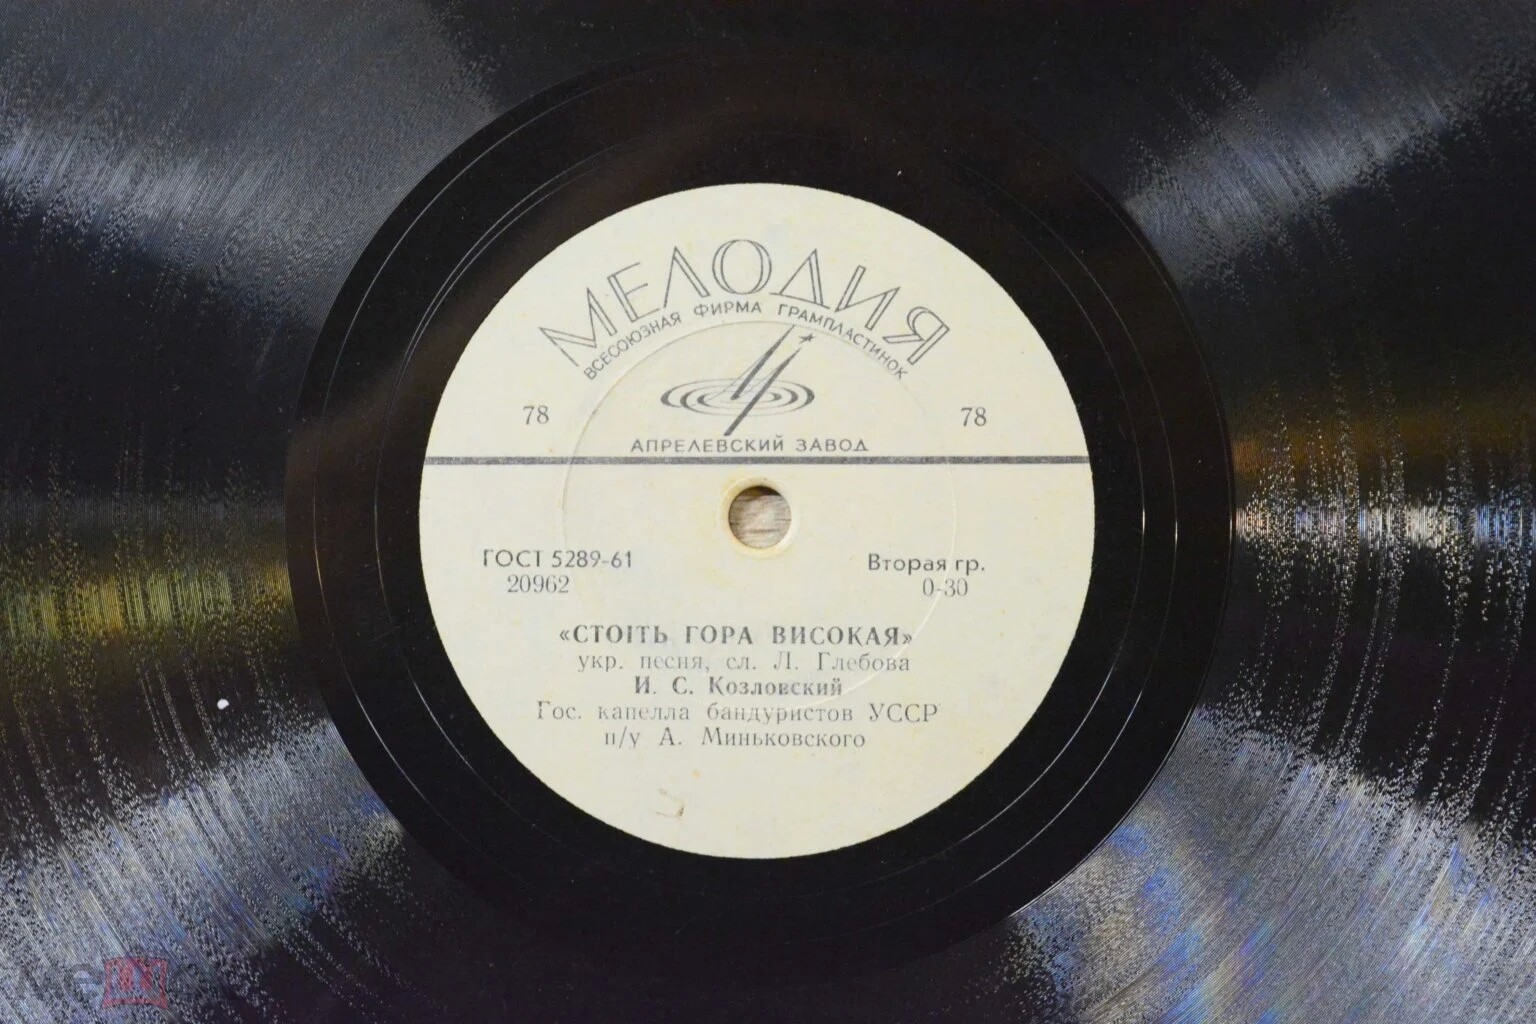 МЕЛОДИЯ
ВСЕСОЮЗНАЯ ФИРМА ГРАМПЛАСТИНОК
78 78
АПРЕЛЕВСКИЙ ЗАВОД
ГОСТ 5289-61 Вторая гр.
20962 0-30
«СТОІТЬ ГОРА ВИСОКАЯ»
укр. песня, сл. Л. Глебова
И. С. Козловский
Гос. капелла бандуристов УССР
п/у А. Миньковского